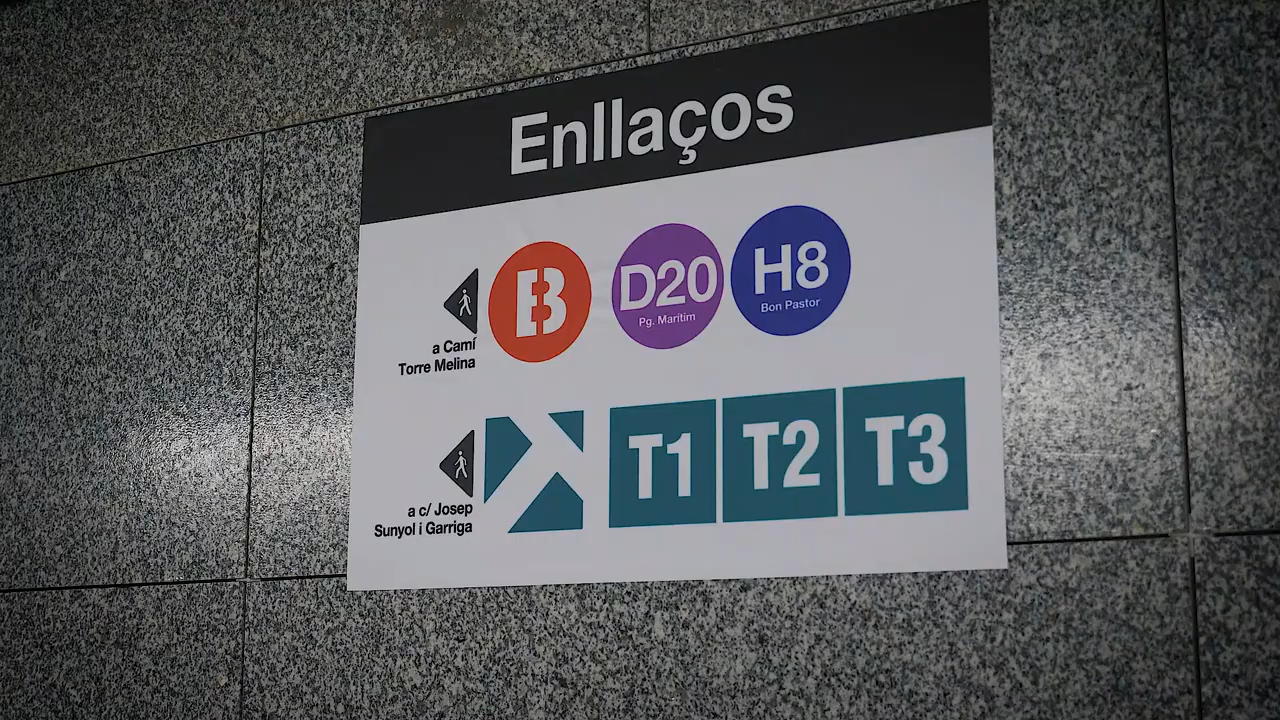 Enllaços
B D20 H8
Pg. Marítim Bon Pastor
a Camí
Torre Melina
T1 T2 T3
a c/ Josep
Sunyol i Garriga